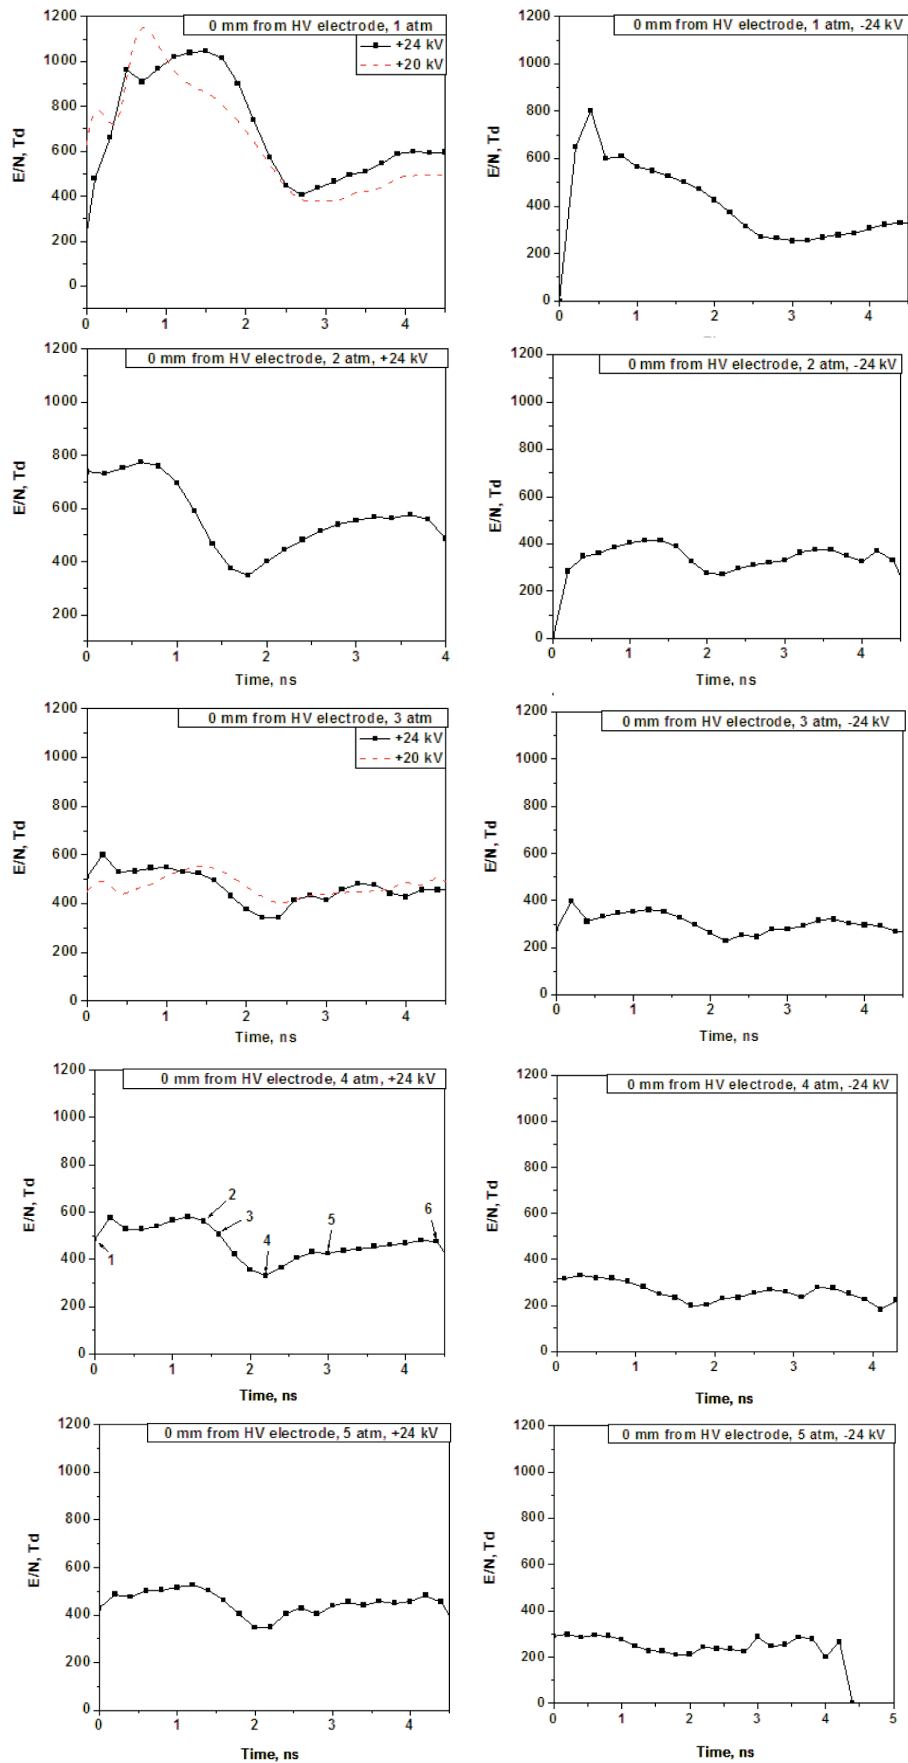 0 mm from HV electrode, 1 atm
+24 kV
+20 kV
E/N, Td
1200
1000
800
600
400
200
0
0 1 2 3 4
0 mm from HV electrode, 1 atm, -24 kV
E/N, Td
1200
1000
800
600
400
200
0
0 1 2 3 4
0 mm from HV electrode, 2 atm, +24 kV
E/N, Td
1200
1000
800
600
400
200
0 1 2 3 4
Time, ns
0 mm from HV electrode, 2 atm, -24 kV
E/N, Td
1200
1000
800
600
400
200
0
0 1 2 3 4
Time, ns
0 mm from HV electrode, 3 atm
+24 kV
+20 kV
E/N, Td
1200
1000
800
600
400
200
0
0 1 2 3 4
Time, ns
0 mm from HV electrode, 3 atm, -24 kV
E/N, Td
1200
1000
800
600
400
200
0
0 1 2 3 4
Time, ns
0 mm from HV electrode, 4 atm, +24 kV
E/N, Td
1200
1000
800
600
400
200
0
1 2 3 4 5 6
0 1 2 3 4
Time, ns
0 mm from HV electrode, 4 atm, -24 kV
E/N, Td
1200
1000
800
600
400
200
0
0 1 2 3 4
Time, ns
0 mm from HV electrode, 5 atm, +24 kV
E/N, Td
1200
1000
800
600
400
200
0
0 1 2 3 4
Time, ns
0 mm from HV electrode, 5 atm, -24 kV
E/N, Td
1200
1000
800
600
400
200
0
0 1 2 3 4 5
Time, ns